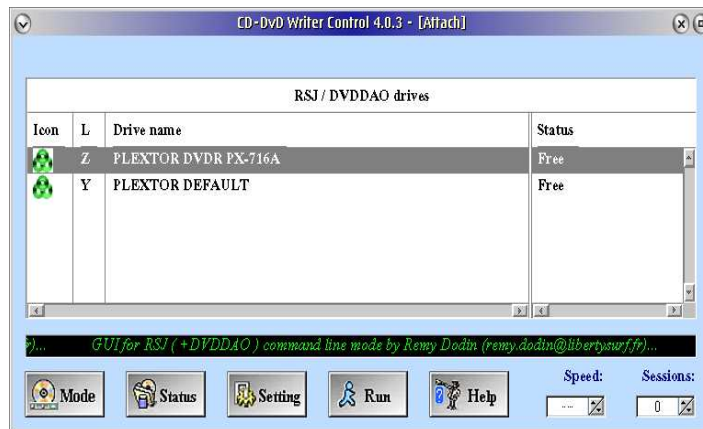 CD-DvD Writer Control 4.0.3 - [Attach]
RSJ / DVDDAO drives
Icon L Drive name Status
Z PLEXTOR DVDR PX-716A Free
Y PLEXTOR DEFAULT Free
r)... GUI for RSJ ( +DVDDAO ) command line mode by Remy Dodin (remy.dodin@libertysurf.fr)...
Speed: Sessions:
Mode Status Setting Run Help -- 0